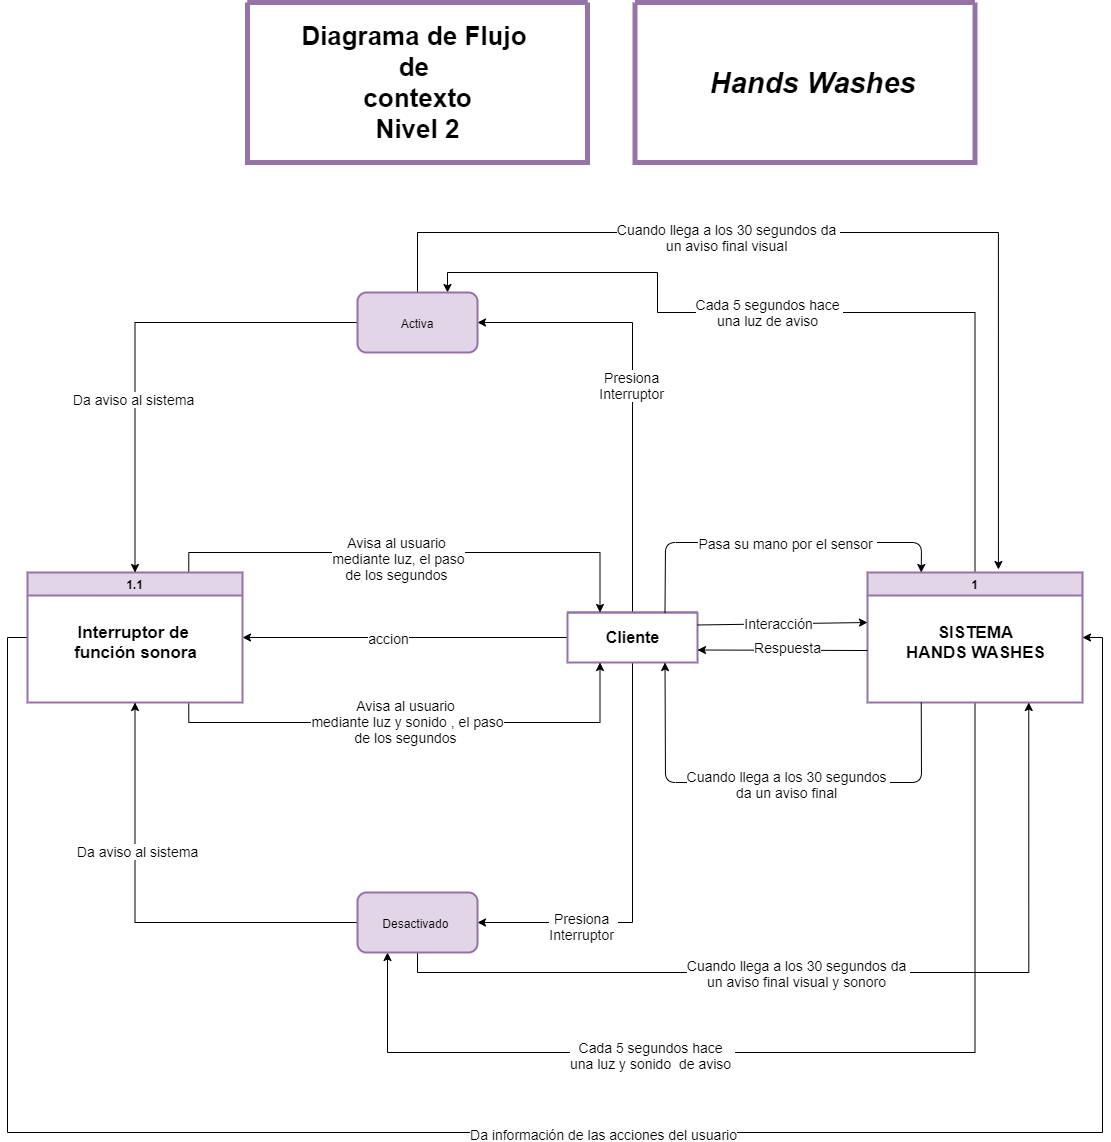 Diagrama de Flujo
de
contexto
Nivel 2
Hands Washes
Cuando llega a los 30 segundos da
un aviso final visual
Cada 5 segundos hace
una luz de aviso
Activa
Presiona
Interruptor
Da aviso al sistema
Avisa al usuario
mediante luz, el paso
de los segundos
Pasa su mano por el sensor
1.1
Interruptor de
función sonora
accion
Cliente
Interacción
Respuesta
1
SISTEMA
HANDS WASHES
Avisa al usuario
mediante luz y sonido , el paso
de los segundos
Cuando llega a los 30 segundos
da un aviso final
Da aviso al sistema
Desactivado
Presiona
Interruptor
Cuando llega a los 30 segundos da
un aviso final visual y sonoro
Cada 5 segundos hace
una luz y sonido de aviso
Da información de las acciones del usuario